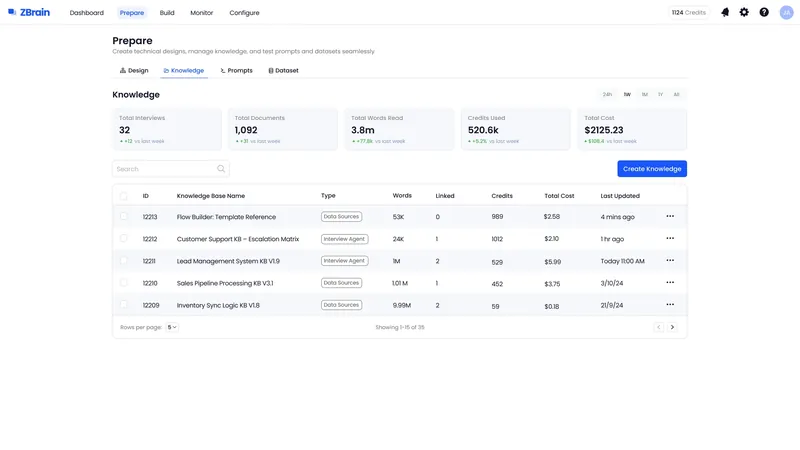 ZBrain Dashboard Prepare Build Monitor Configure 1124 Credits JA
Prepare
Create technical designs, manage knowledge, and test prompts and datasets seamlessly
Design Knowledge Prompts Dataset
Knowledge 24h 1W 1M 1Y All
Total Interviews Total Documents Total Words Read Credits Used Total Cost
32 1,092 3.8m 520.6k $2125.23
+12 vs last week +31 vs last week +77,8k vs last week +5.2% vs last week $109,4 vs last week
Search Create Knowledge
ID Knowledge Base Name Type Words Linked Credits Total Cost Last Updated
12213 Flow Builder: Template Reference Data Sources 53K 0 989 $2.58 4 mins ago
12212 Customer Support KB – Escalation Matrix Interview Agent 24K 1 1012 $2.10 1 hr ago
12211 Lead Management System KB V1.9 Interview Agent 1M 2 529 $5.99 Today 11:00 AM
12210 Sales Pipeline Processing KB V3.1 Data Sources 1.01 M 1 452 $3.75 3/10/24
12209 Inventory Sync Logic KB V1.8 Data Sources 9.99M 2 59 $0.18 21/9/24
Rows per page: 5 Showing 1-15 of 35